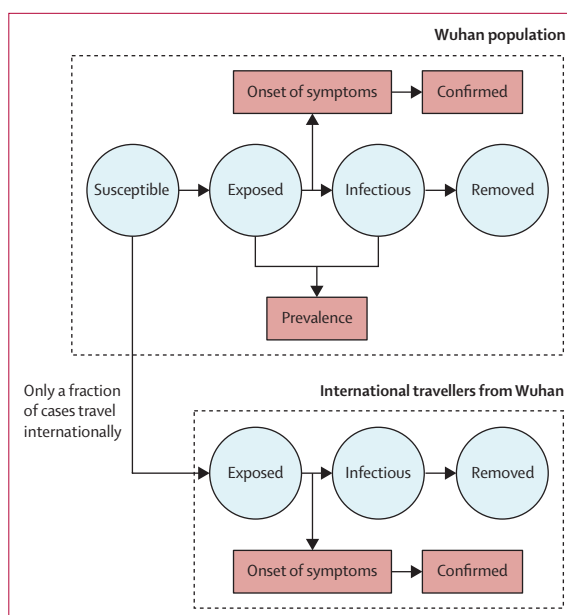 Wuhan population
Onset of symptoms
Confirmed
Susceptible
Exposed
Infectious
Removed
Prevalence
Only a fraction
of cases travel
internationally
International travellers from Wuhan
Exposed
Infectious
Removed
Onset of symptoms
Confirmed